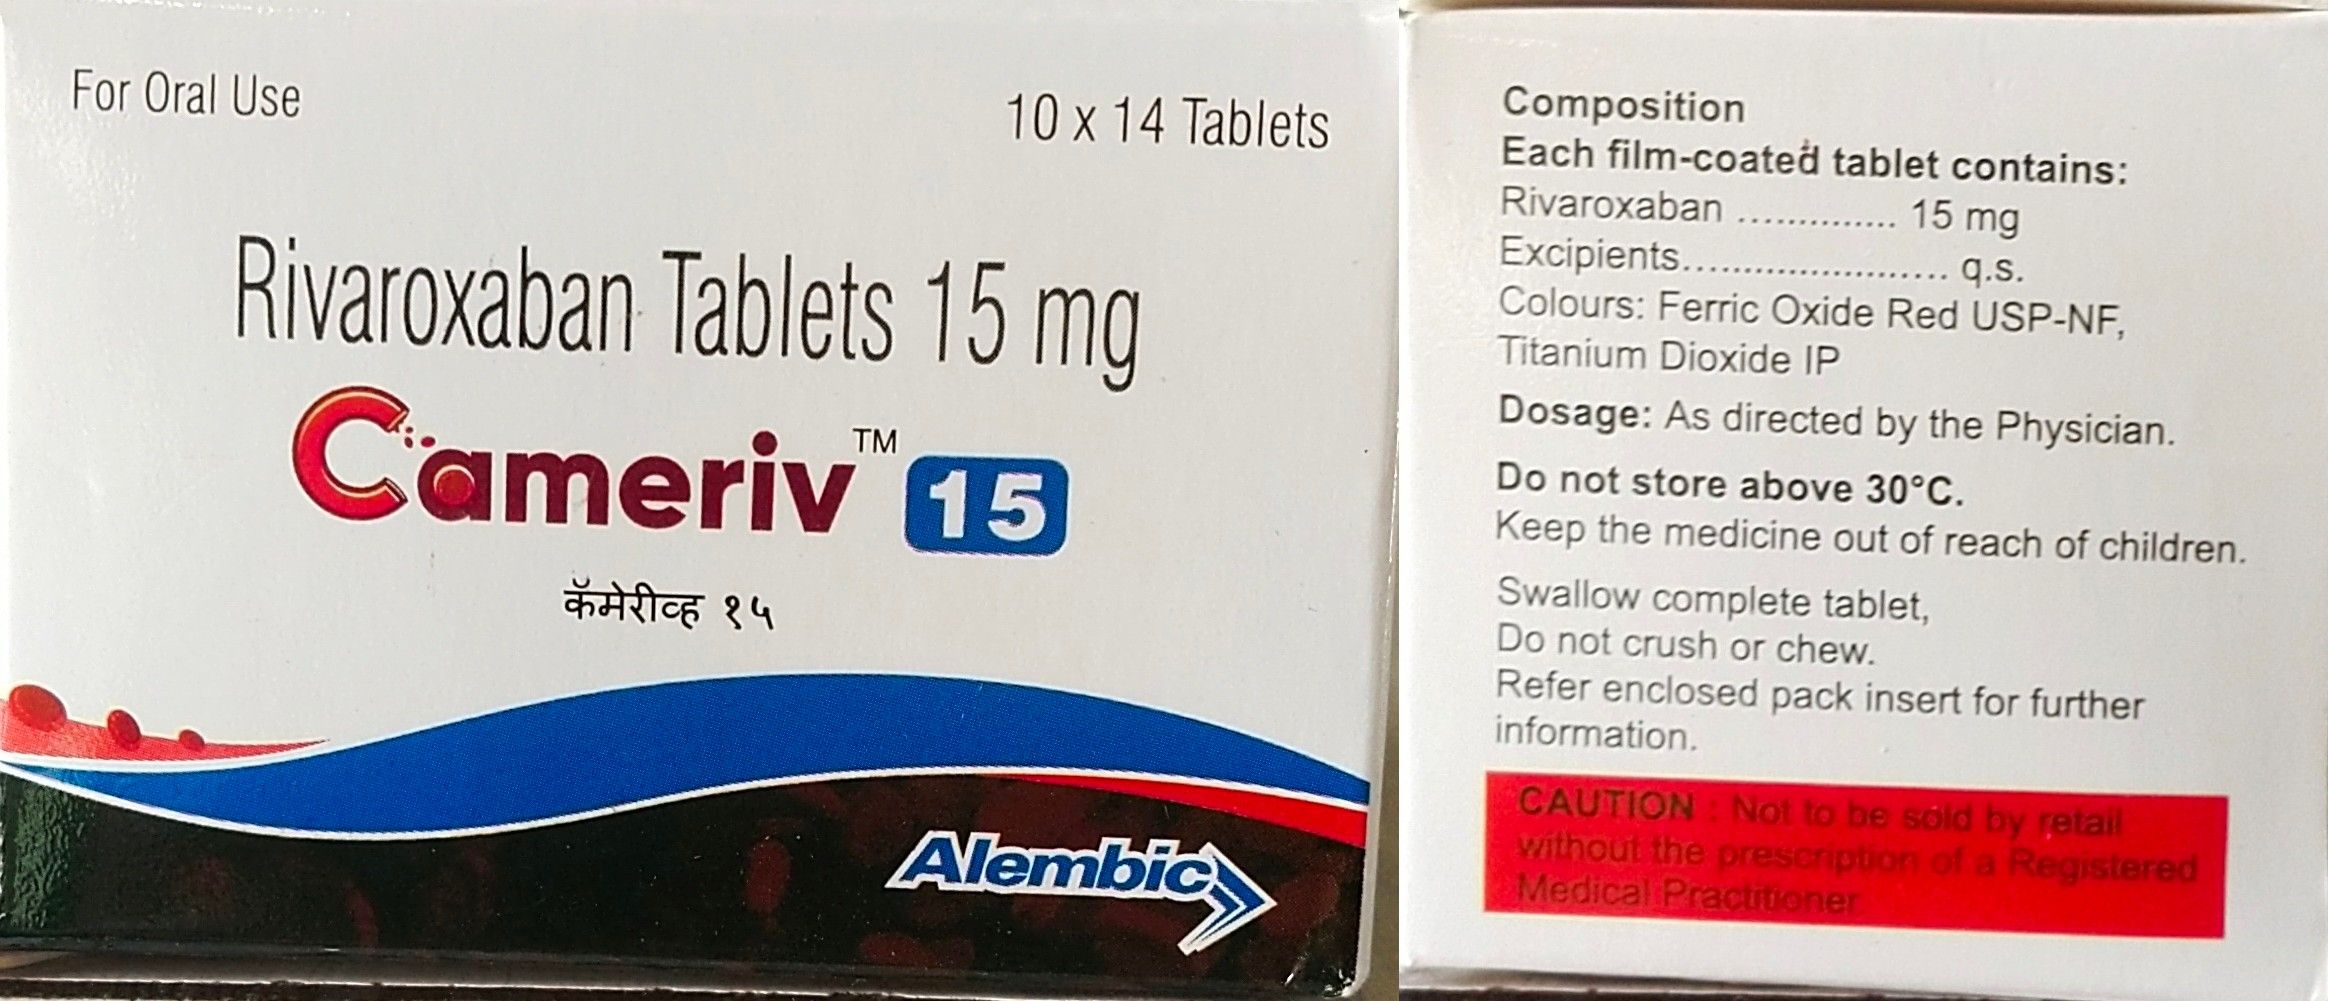 For Oral Use
10 x 14 Tablets
Rivaroxaban Tablets 15 mg
Cameriv™ 15
कॅमेरीव्ह १५
Alembic
Composition
Each film-coated tablet contains:
Rivaroxaban .............. 15 mg
Excipients........................ q.s.
Colours: Ferric Oxide Red USP-NF,
Titanium Dioxide IP
Dosage: As directed by the Physician.
Do not store above 30°C.
Keep the medicine out of reach of children.
Swallow complete tablet,
Do not crush or chew.
Refer enclosed pack insert for further
information.
CAUTION : Not to be sold by retail
without the prescription of a Registered
Medical Practitioner